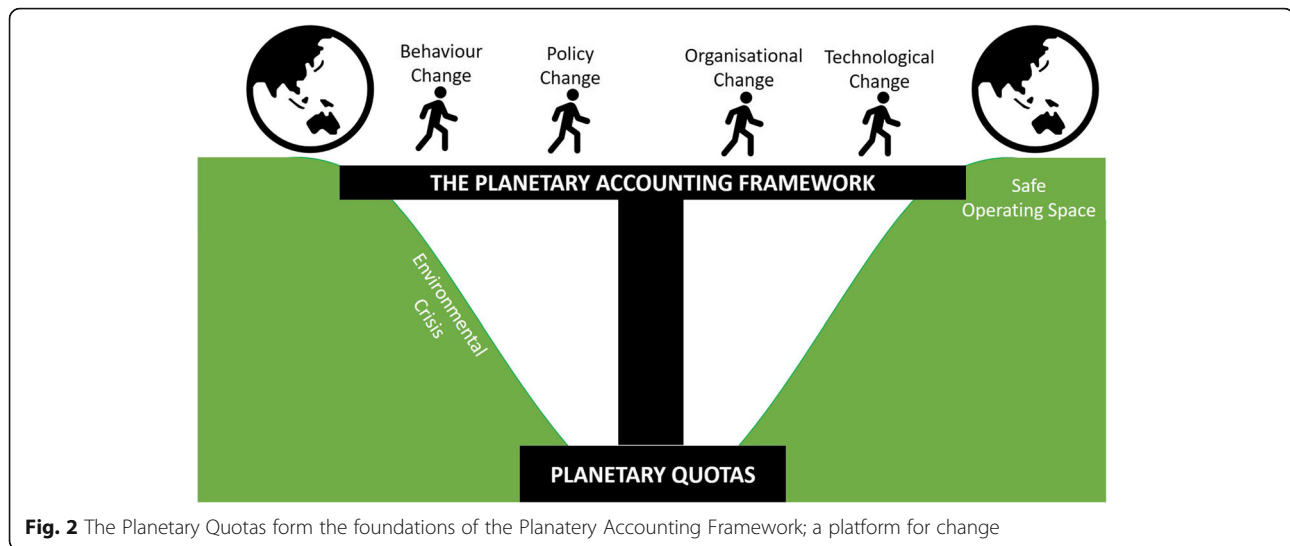 Behaviour
Change
Policy
Change
Organisational
Change
Technological
Change
THE PLANETARY ACCOUNTING FRAMEWORK
Safe
Operating Space
Environmental
Crisis
PLANETARY QUOTAS
Fig. 2 The Planetary Quotas form the foundations of the Planatery Accounting Framework; a platform for change